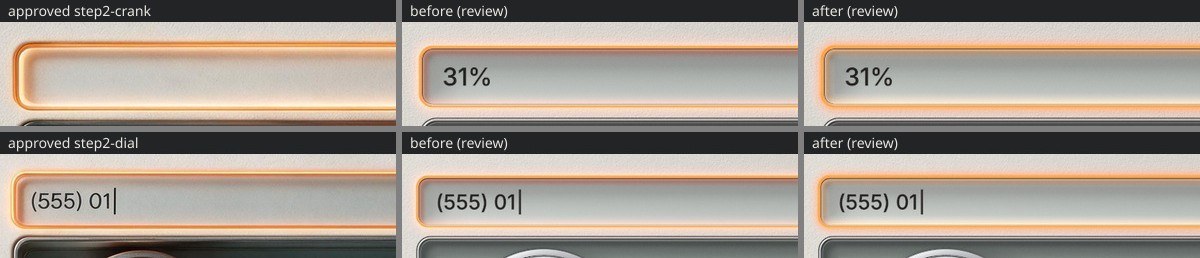 approved step2-crank
before (review)
after (review)
31%
31%
approved step2-dial
before (review)
after (review)
(555) 01
(555) 01
(555) 01